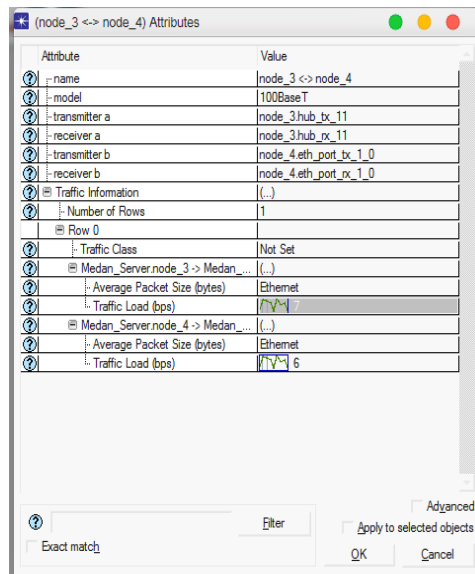 (node_3 <-> node_4) Attributes
Attribute Value
name node_3 <-> node_4
model 100BaseT
transmitter a node_3.hub_tx_11
receiver a node_3.hub_rx_11
transmitter b node_4.eth_port_tx_1_0
receiver b node_4.eth_port_rx_1_0
Traffic Information (...)
Number of Rows 1
Row 0
Traffic Class Not Set
Medan_Server.node_3 -> Medan_... (...)
Average Packet Size (bytes) Ethernet
Traffic Load (bps) 7
Medan_Server.node_4 -> Medan_... (...)
Average Packet Size (bytes) Ethernet
Traffic Load (bps) 6
Advanced
Filter Apply to selected objects
Exact match
OK Cancel